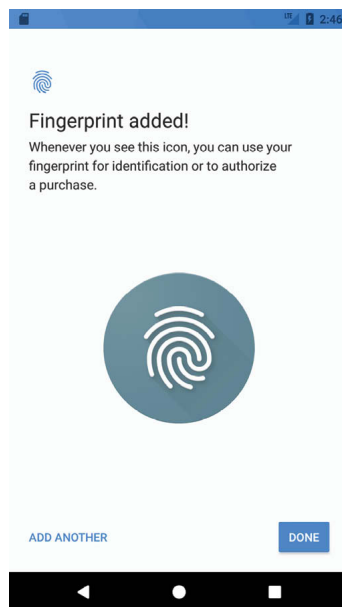 LTE 2:46
Fingerprint added!
Whenever you see this icon, you can use your
fingerprint for identification or to authorize
a purchase.
ADD ANOTHER
DONE